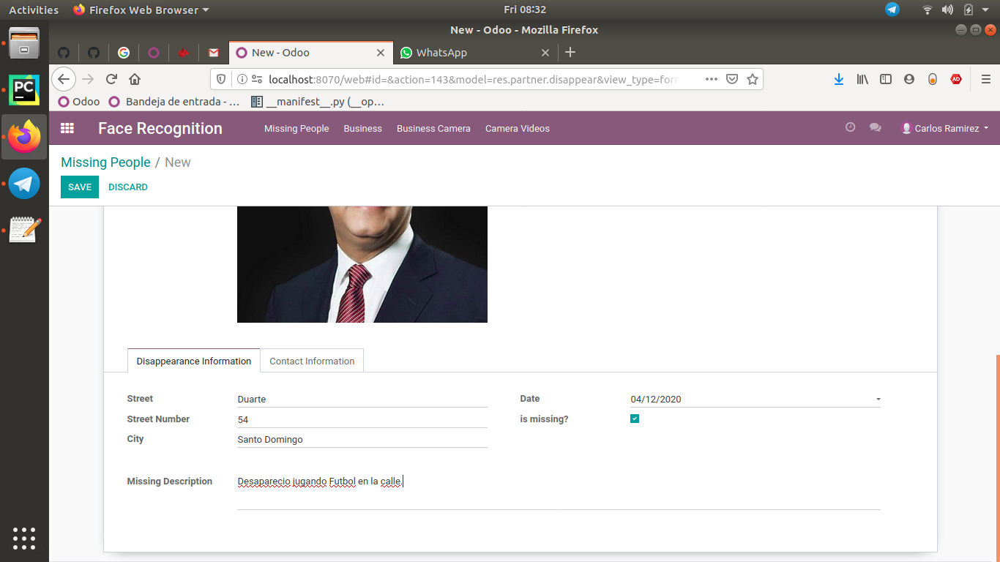 Activities Firefox Web Browser Fri 08:32
New - Odoo - Mozilla Firefox
New - Odoo WhatsApp
localhost:8070/web#id=&action=143&model=res.partner.disappear&view_type=form
Odoo Bandeja de entrada - … __manifest__.py (__op…
PC
AD
Face Recognition Missing People Business Business Camera Camera Videos Carlos Ramirez
Missing People / New
SAVE DISCARD
Disappearance Information Contact Information
Street Duarte Date 04/12/2020
Street Number 54 is missing?
City Santo Domingo
Missing Description Desaparecio jugando Futbol en la calle.